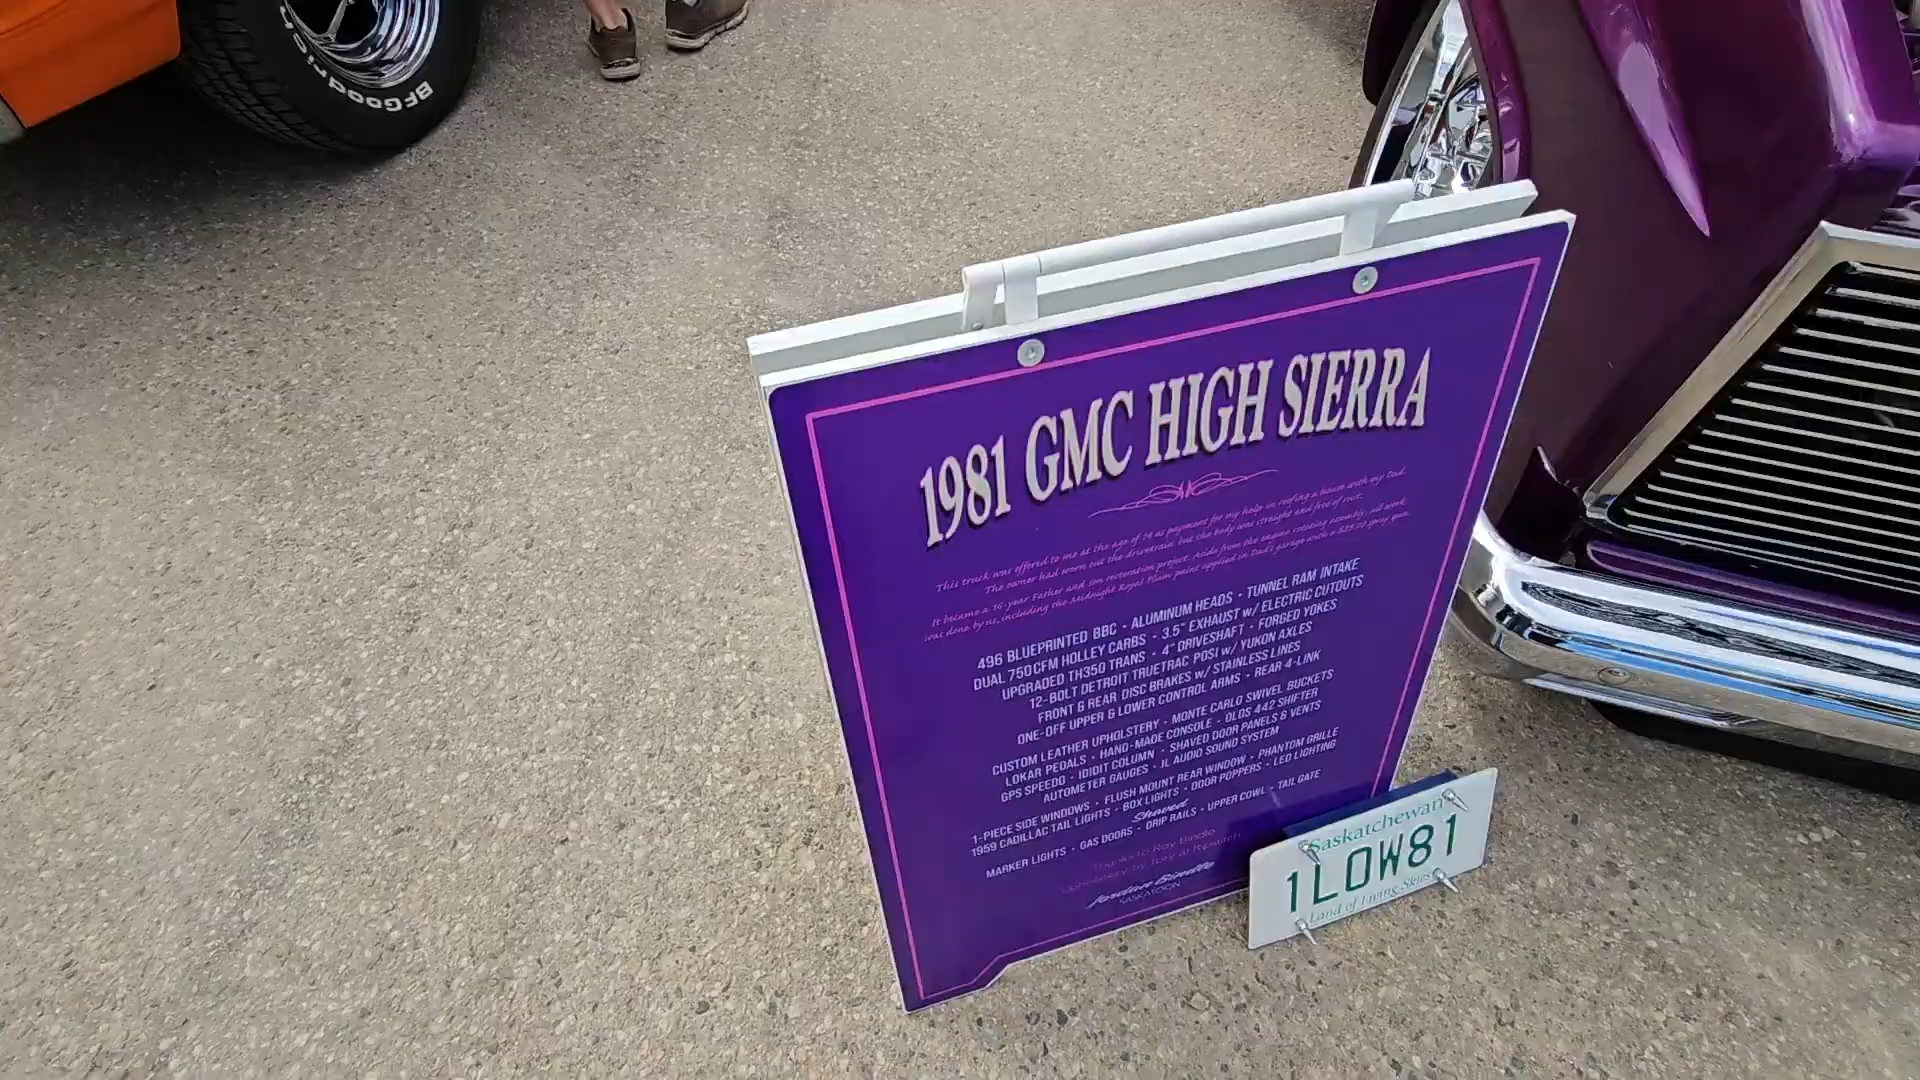 BFGoodrich
1981 GMC HIGH SIERRA
This truck was offered to me at the age of 14 as payment for my help in roofing a house with my Dad.
The owner had worn out the drivetrain, but the body was straight and free of rust.
It became a 16-year Father and Son restoration project. Aside from the engine rotating assembly, all work
was done by us, including the Midnight Royal Plum paint applied in Dad's garage with a spray gun.
496 BLUEPRINTED BBC - ALUMINUM HEADS - TUNNEL RAM INTAKE
DUAL 750CFM HOLLEY CARBS - 3.5" EXHAUST w/ ELECTRIC CUTOUTS
UPGRADED TH350 TRANS - 4" DRIVESHAFT - FORGED YOKES
12-BOLT DETROIT TRUETRAC POSI w/ YUKON AXLES
FRONT & REAR DISC BRAKES w/ STAINLESS LINES
ONE-OFF UPPER & LOWER CONTROL ARMS - REAR 4-LINK
CUSTOM LEATHER UPHOLSTERY - MONTE CARLO SWIVEL BUCKETS
LOKAR PEDALS - HAND-MADE CONSOLE - OLDS 442 SHIFTER
GPS SPEEDO - IDIDIT COLUMN - SHAVED DOOR PANELS & VENTS
AUTOMETER GAUGES - JL AUDIO SOUND SYSTEM
1-PIECE SIDE WINDOWS - FLUSH MOUNT REAR WINDOW - PHANTOM GRILLE
1959 CADILLAC TAIL LIGHTS - BOX LIGHTS - DOOR POPPERS - LED LIGHTING
Shaved
MARKER LIGHTS - GAS DOORS - DRIP RAILS - UPPER COWL - TAIL GATE
Thanks to Roy Bindle
Upholstery by Tory at
Jordan Bindle
SASKATOON
Saskatchewan
1LOW81
Land of Living Skies